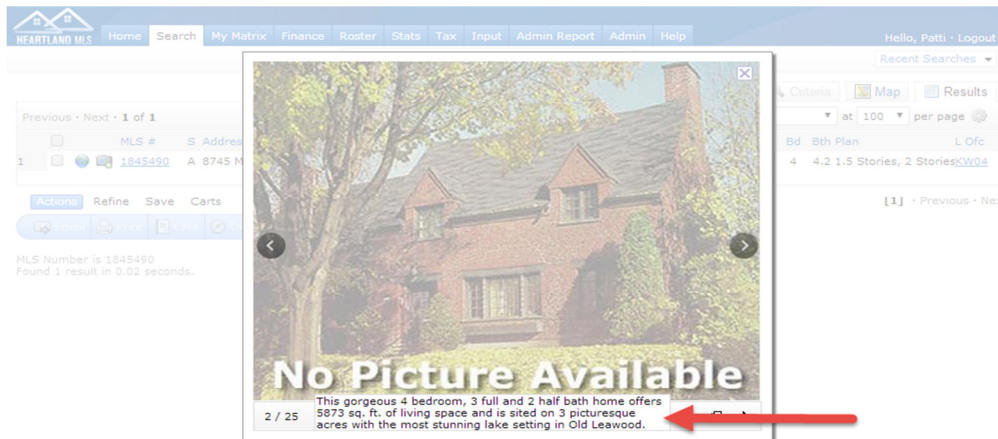 HEARTLAND MLS
Home Search My Matrix Finance Roster Stats Tax Input Admin Report Admin Help
Hello, Patti · Logout
Recent Searches
Criteria Map Results
Previous · Next · 1 of 1
at 100 per page
MLS # S Addres Bd Bth Plan L Ofc
1 1845490 A 8745 M 4 4.2 1.5 Stories, 2 StoriesKW04
Actions Refine Save Carts
[1] · Previous · Ne
Email Print CMA
MLS Number is 1845490
Found 1 result in 0.02 seconds.
No Picture Available
2 / 25
This gorgeous 4 bedroom, 3 full and 2 half bath home offers
5873 sq. ft. of living space and is sited on 3 picturesque
acres with the most stunning lake setting in Old Leawood.